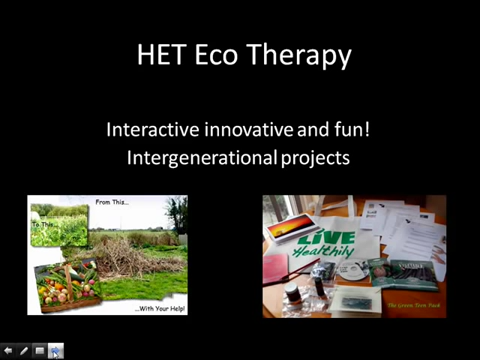 HET Eco Therapy
Interactive innovative and fun!
Intergenerational projects
From This...
To This...
...With Your Help!
LIVE
Healthily
The Green Tom Pack